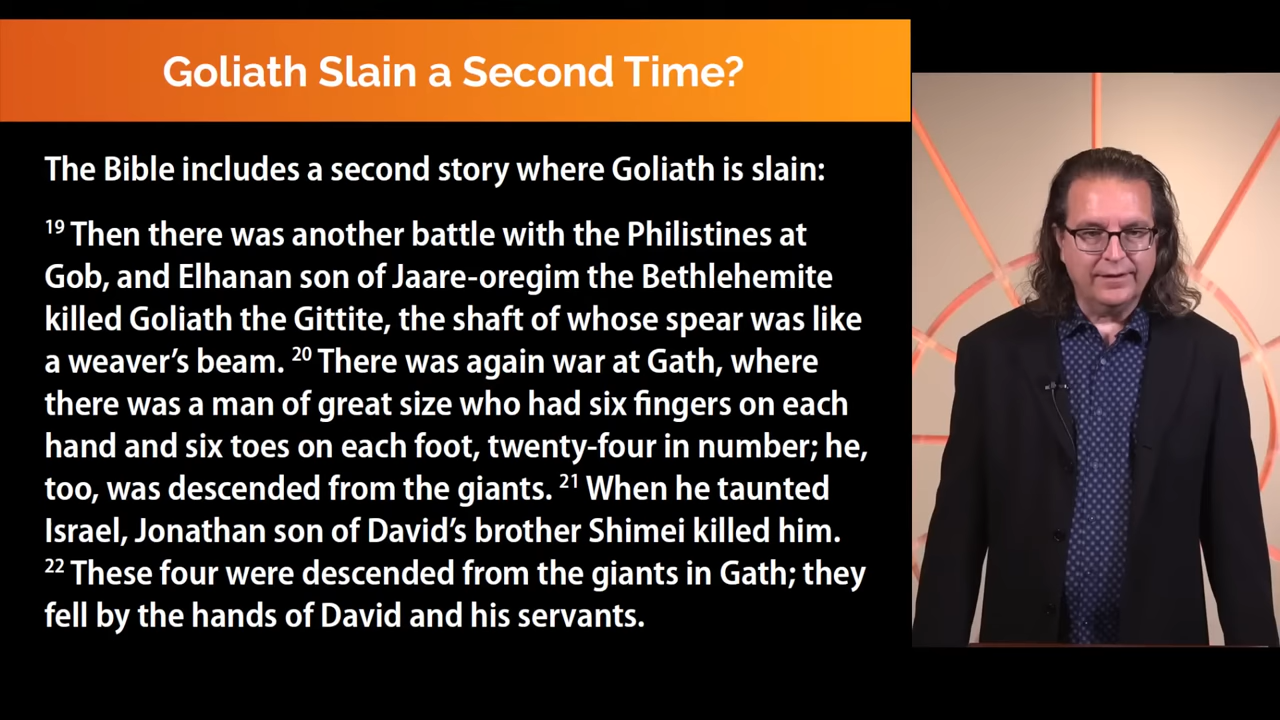 Goliath Slain a Second Time?
The Bible includes a second story where Goliath is slain:
19 Then there was another battle with the Philistines at
Gob, and Elhanan son of Jaare-oregim the Bethlehemite
killed Goliath the Gittite, the shaft of whose spear was like
a weaver’s beam. 20 There was again war at Gath, where
there was a man of great size who had six fingers on each
hand and six toes on each foot, twenty-four in number; he,
too, was descended from the giants. 21 When he taunted
Israel, Jonathan son of David’s brother Shimei killed him.
22 These four were descended from the giants in Gath; they
fell by the hands of David and his servants.